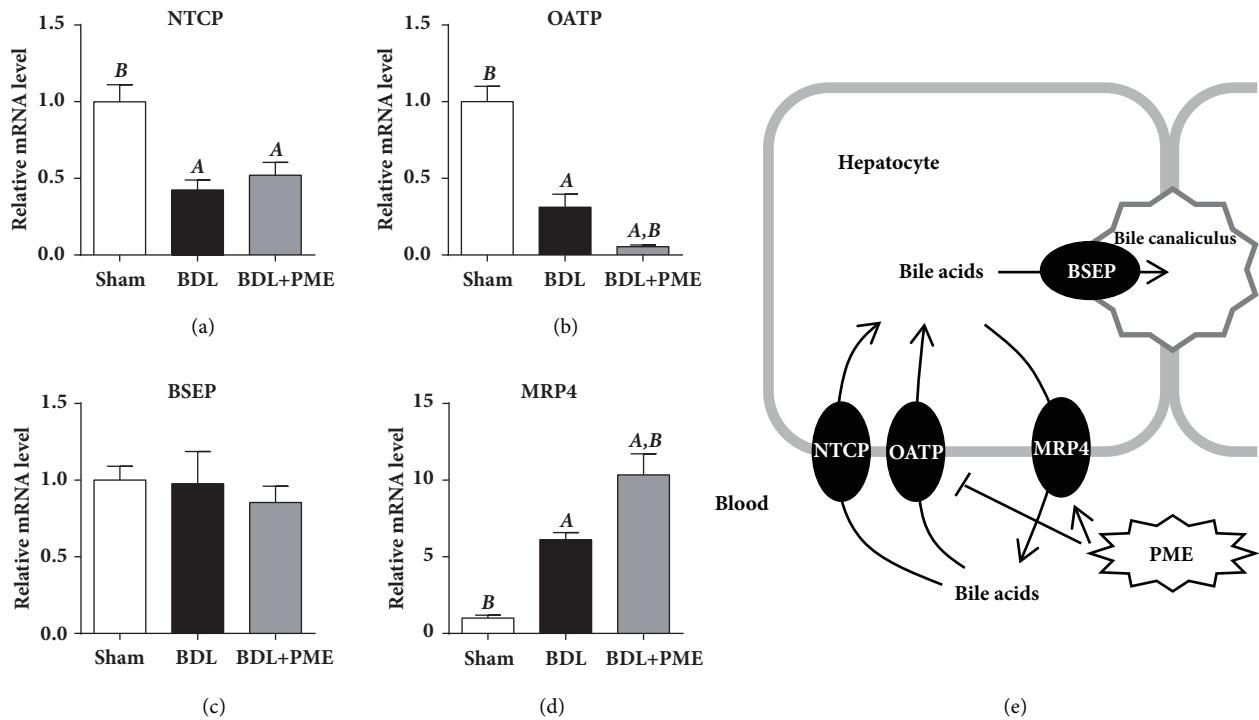 NTCP
Relative mRNA level
1.5
1.0
0.5
0.0
B
A
A
Sham BDL BDL+PME
(a)
OATP
Relative mRNA level
1.5
1.0
0.5
0.0
B
A
A,B
Sham BDL BDL+PME
(b)
BSEP
Relative mRNA level
1.5
1.0
0.5
0.0
Sham BDL BDL+PME
(c)
MRP4
Relative mRNA level
15
10
5
0
B
A
A,B
Sham BDL BDL+PME
(d)
Hepatocyte
Bile canaliculus
Bile acids
BSEP
NTCP
OATP
MRP4
Blood
PME
Bile acids
(e)